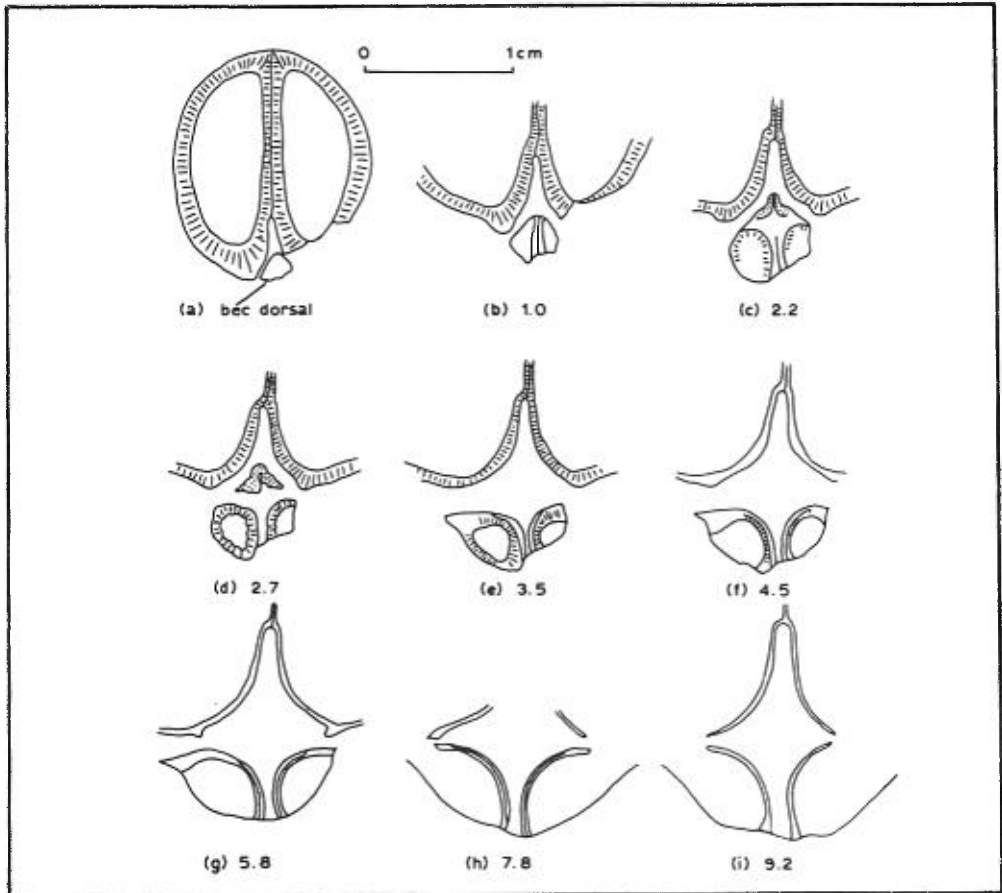 0 1cm
(a) bec dorsal
(b) 1.0
(c) 2.2
(d) 2.7
(e) 3.5
(f) 4.5
(g) 5.8
(h) 7.8
(i) 9.2